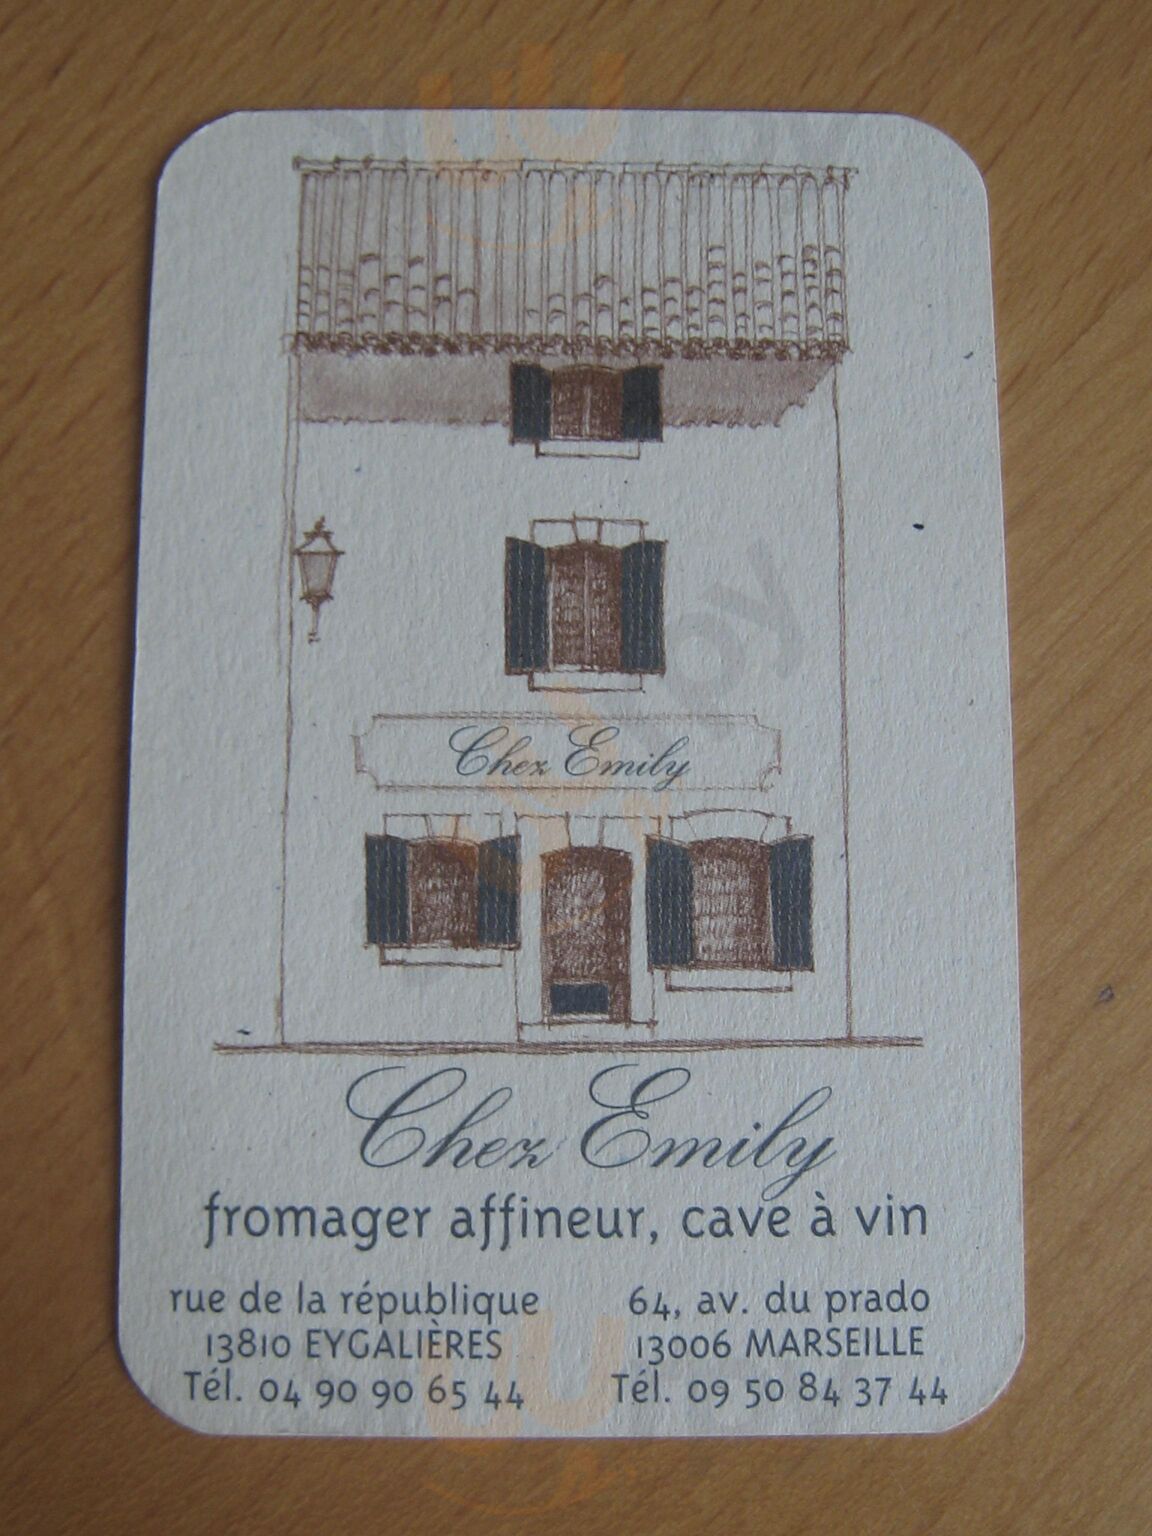 Chez Emily
Chez Emily
fromager affineur, cave à vin
rue de la république
13810 EYGALIÈRES
Tél. 04 90 90 65 44
64, av. du prado
13006 MARSEILLE
Tél. 09 50 84 37 44